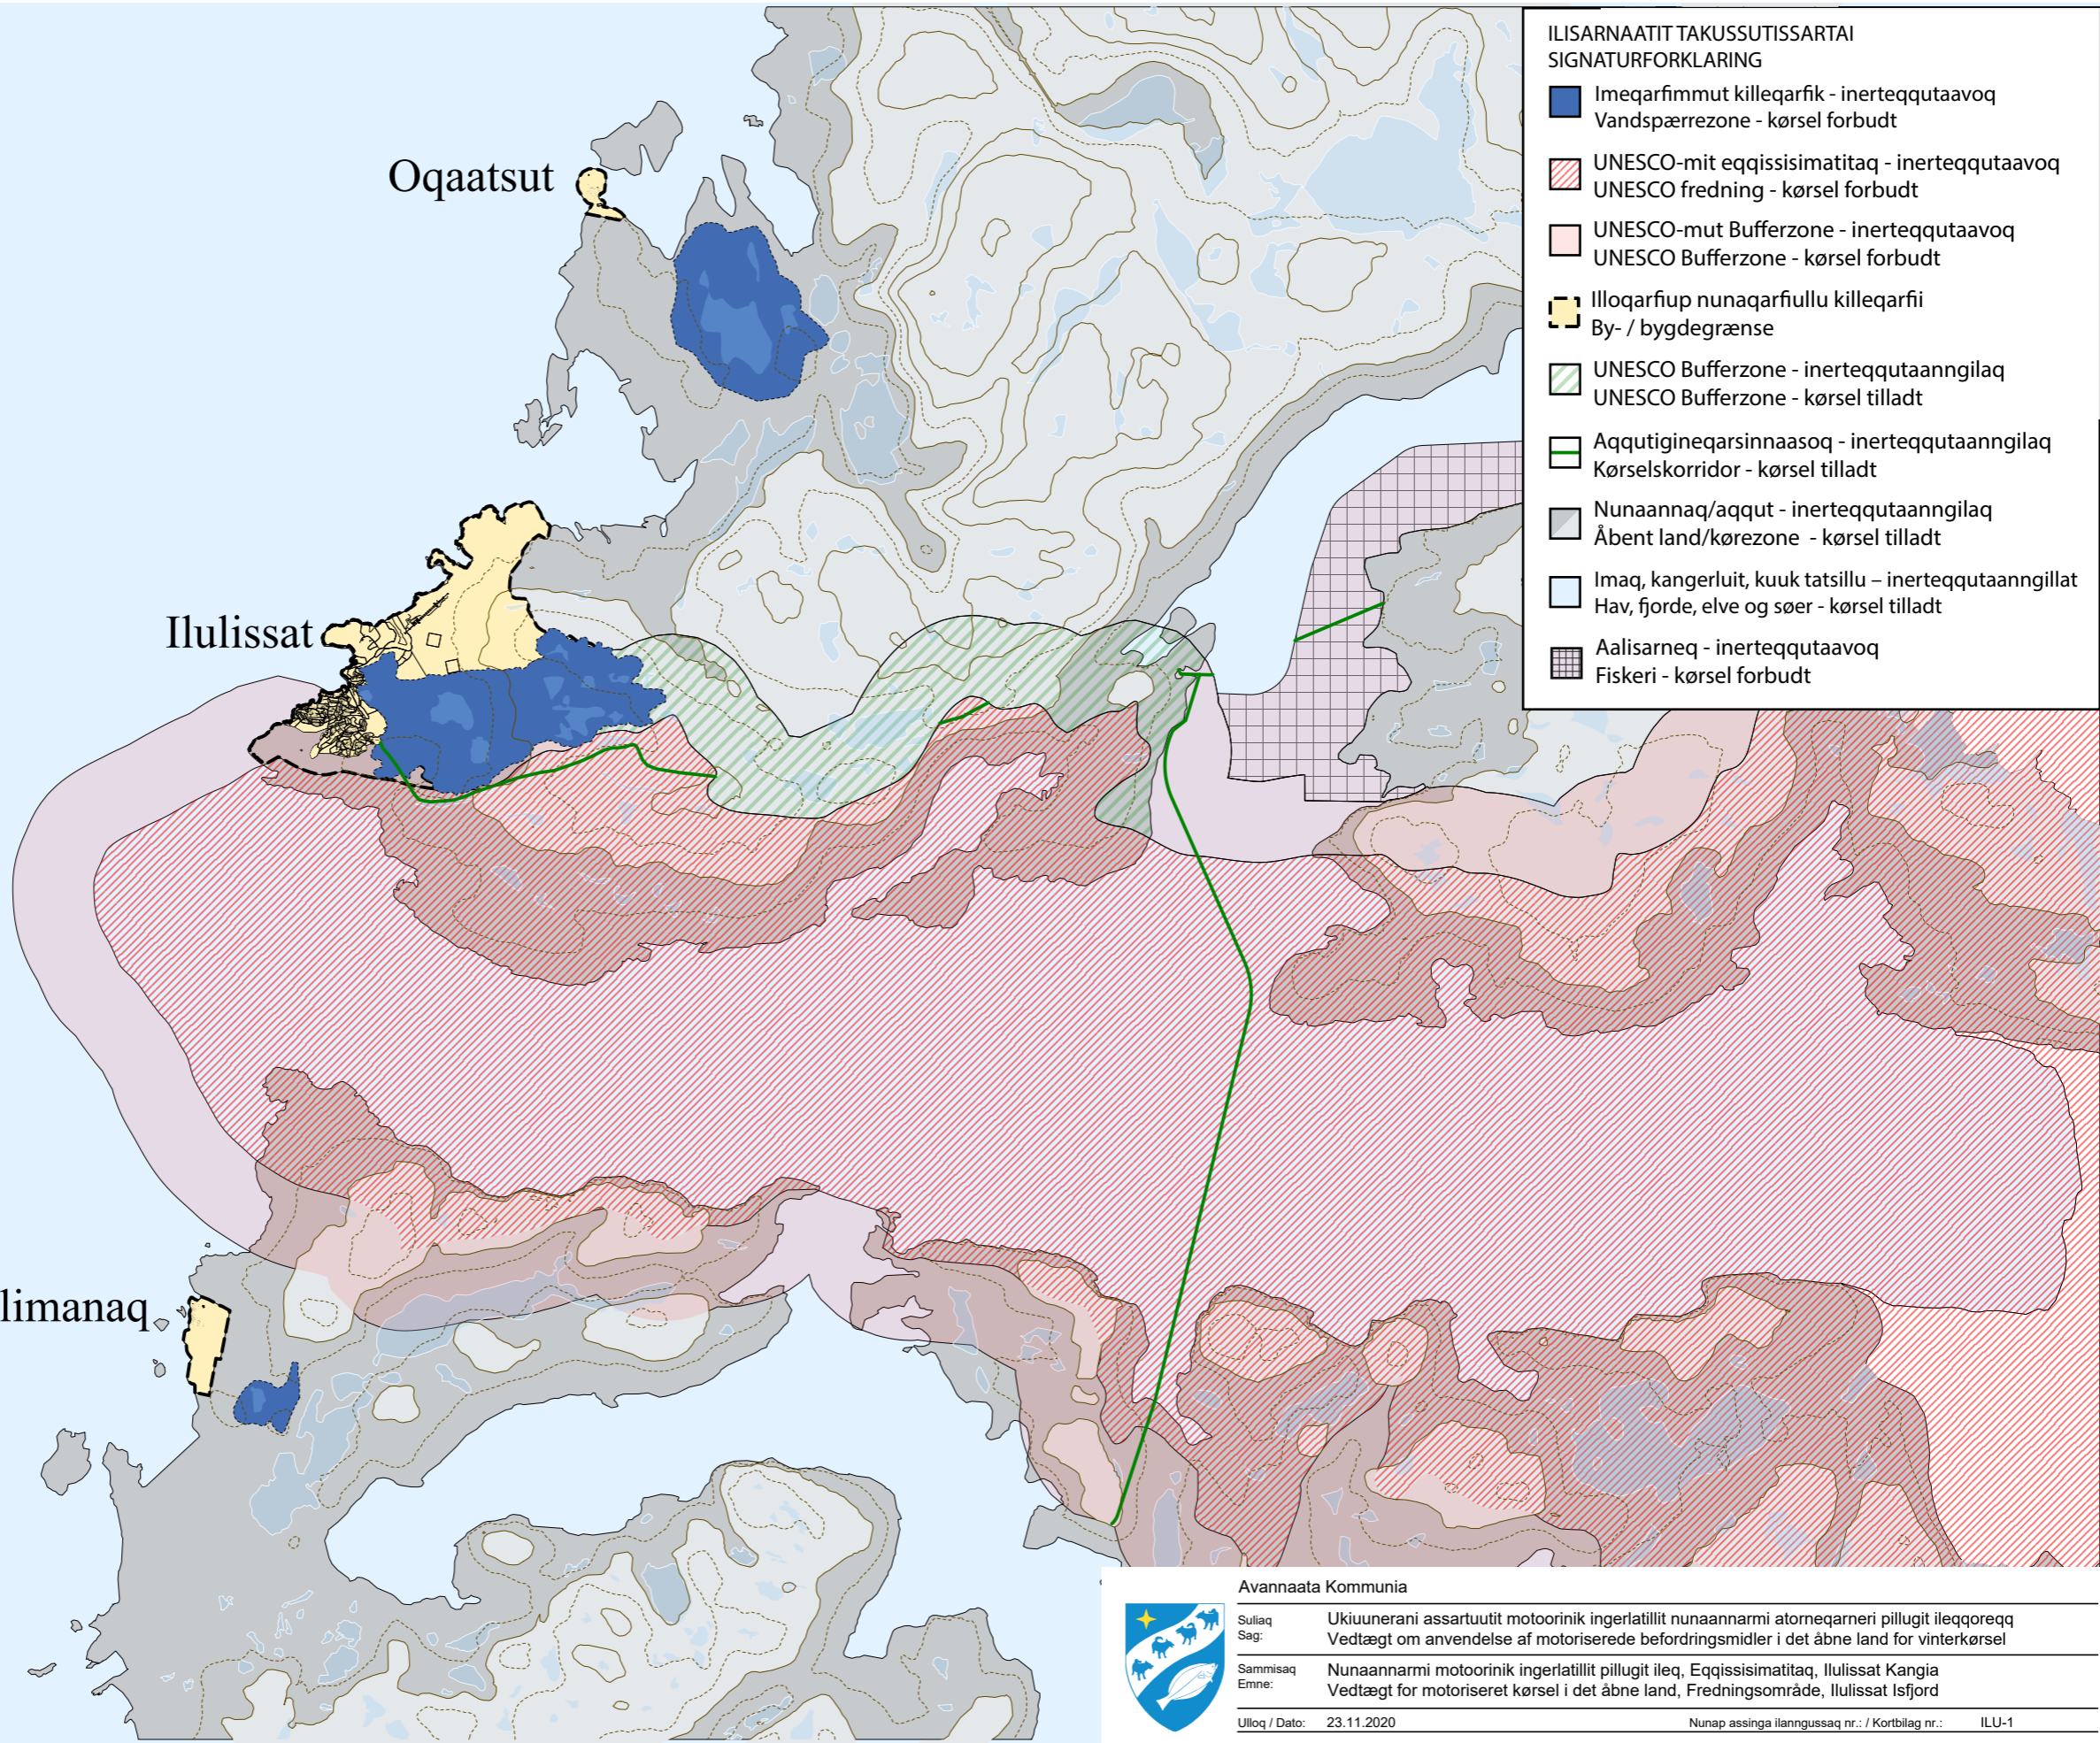 ILISARNAATIT TAKUSSUTISSARTAI
SIGNATURFORKLARING
Imeqarfimmut killeqarfik - inerteqqutaavoq
Vandspærrezone - kørsel forbudt
UNESCO-mit eqqissisimatitaq - inerteqqutaavoq
UNESCO fredning - kørsel forbudt
UNESCO-mut Bufferzone - inerteqqutaavoq
UNESCO Bufferzone - kørsel forbudt
Illoqarfiup nunaqarfiullu killeqarfii
By- / bygdegrænse
UNESCO Bufferzone - inerteqqutaanngilaq
UNESCO Bufferzone - kørsel tilladt
Aqqutigineqarsinnaasoq - inerteqqutaanngilaq
Kørselskorridor - kørsel tilladt
Nunaannaq/aqqut - inerteqqutaanngilaq
Åbent land/kørezone - kørsel tilladt
Imaq, kangerluit, kuuk tatsillu – inerteqqutaanngillat
Hav, fjorde, elve og søer - kørsel tilladt
Aalisarneq - inerteqqutaavoq
Fiskeri - kørsel forbudt
Oqaatsut
Ilulissat
limanaq
Avannaata Kommunia
Suliaq Ukiuunerani assartuutit motoorinik ingerlatillit nunaannarmi atorneqarneri pillugit ileqqoreqq
Sag: Vedtægt om anvendelse af motoriserede befordringsmidler i det åbne land for vinterkørsel
Sammisaq Nunaannarmi motoorinik ingerlatillit pillugit ileq, Eqqissisimatitaq, Ilulissat Kangia
Emne: Vedtægt for motoriseret kørsel i det åbne land, Fredningsområde, Ilulissat Isfjord
Ulloq / Dato: 23.11.2020 Nunap assinga ilanngussaq nr.: / Kortbilag nr.: ILU-1